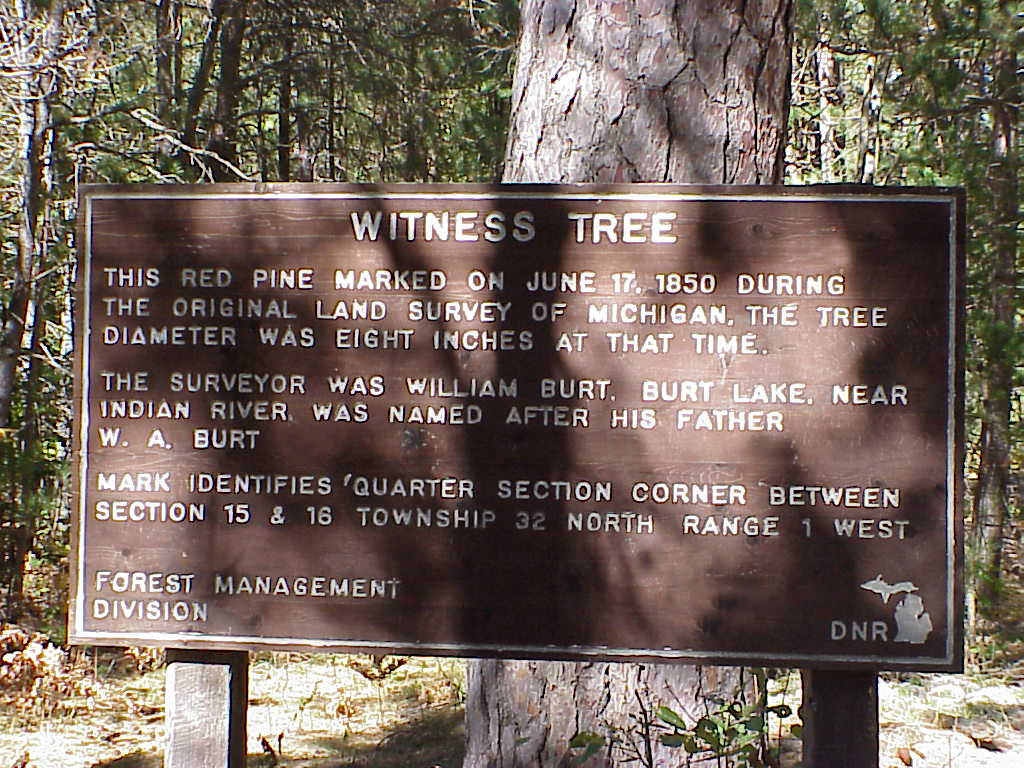 WITNESS TREE
THIS RED PINE MARKED ON JUNE 17, 1850 DURING
THE ORIGINAL LAND SURVEY OF MICHIGAN. THE TREE
DIAMETER WAS EIGHT INCHES AT THAT TIME.
THE SURVEYOR WAS WILLIAM BURT. BURT LAKE, NEAR
INDIAN RIVER, WAS NAMED AFTER HIS FATHER
W. A. BURT
MARK IDENTIFIES 'QUARTER SECTION CORNER BETWEEN
SECTION 15 & 16 TOWNSHIP 32 NORTH RANGE 1 WEST
FOREST MANAGEMENT
DIVISION
DNR